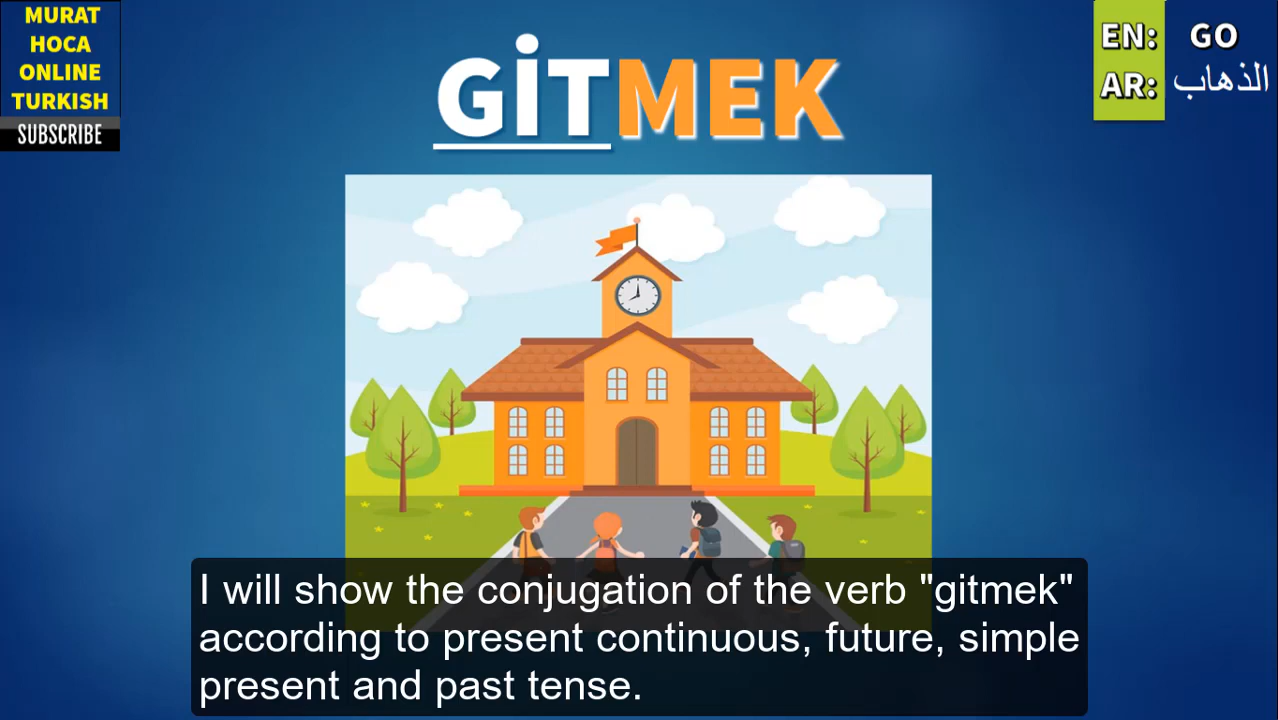 MURAT
HOCA
ONLINE
TURKISH
SUBSCRIBE
GİTMEK
EN: GO
AR: الذهاب
I will show the conjugation of the verb "gitmek"
according to present continuous, future, simple
present and past tense.